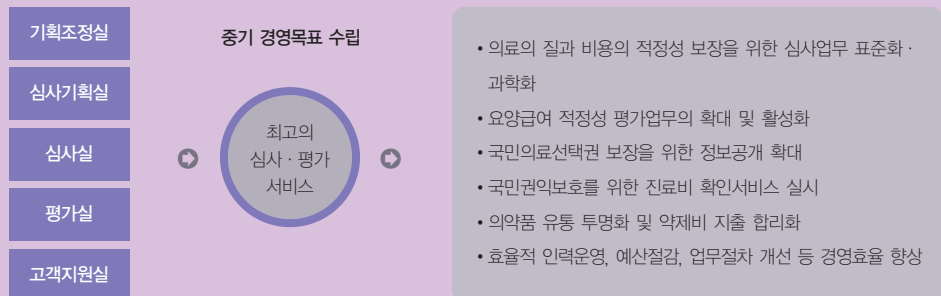 기획조정실
심사기획실
심사실
평가실
고객지원실
중기 경영목표 수립
최고의
심사 · 평가
서비스
• 의료의 질과 비용의 적정성 보장을 위한 심사업무 표준화 ·
과학화
• 요양급여 적정성 평가업무의 확대 및 활성화
• 국민의료선택권 보장을 위한 정보공개 확대
• 국민권익보호를 위한 진료비 확인서비스 실시
• 의약품 유통 투명화 및 약제비 지출 합리화
• 효율적 인력운영, 예산절감, 업무절차 개선 등 경영효율 향상